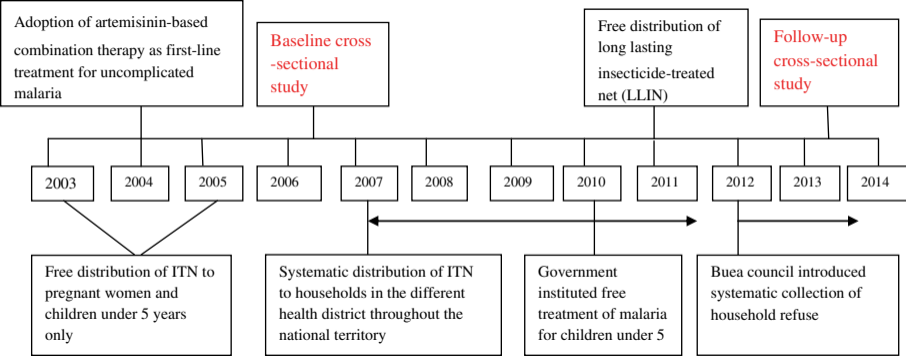 Adoption of artemisinin-based
combination therapy as first-line
treatment for uncomplicated
malaria
Baseline cross
-sectional
study
Free distribution of
long lasting
insecticide-treated
net (LLIN)
Follow-up
cross-sectional
study
2003
2004
2005
2006
2007
2008
2009
2010
2011
2012
2013
2014
Free distribution of ITN to
pregnant women and
children under 5 years
only
Systematic distribution of ITN
to households in the different
health district throughout the
national territory
Government
instituted free
treatment of malaria
for children under 5
Buea council introduced
systematic collection of
household refuse